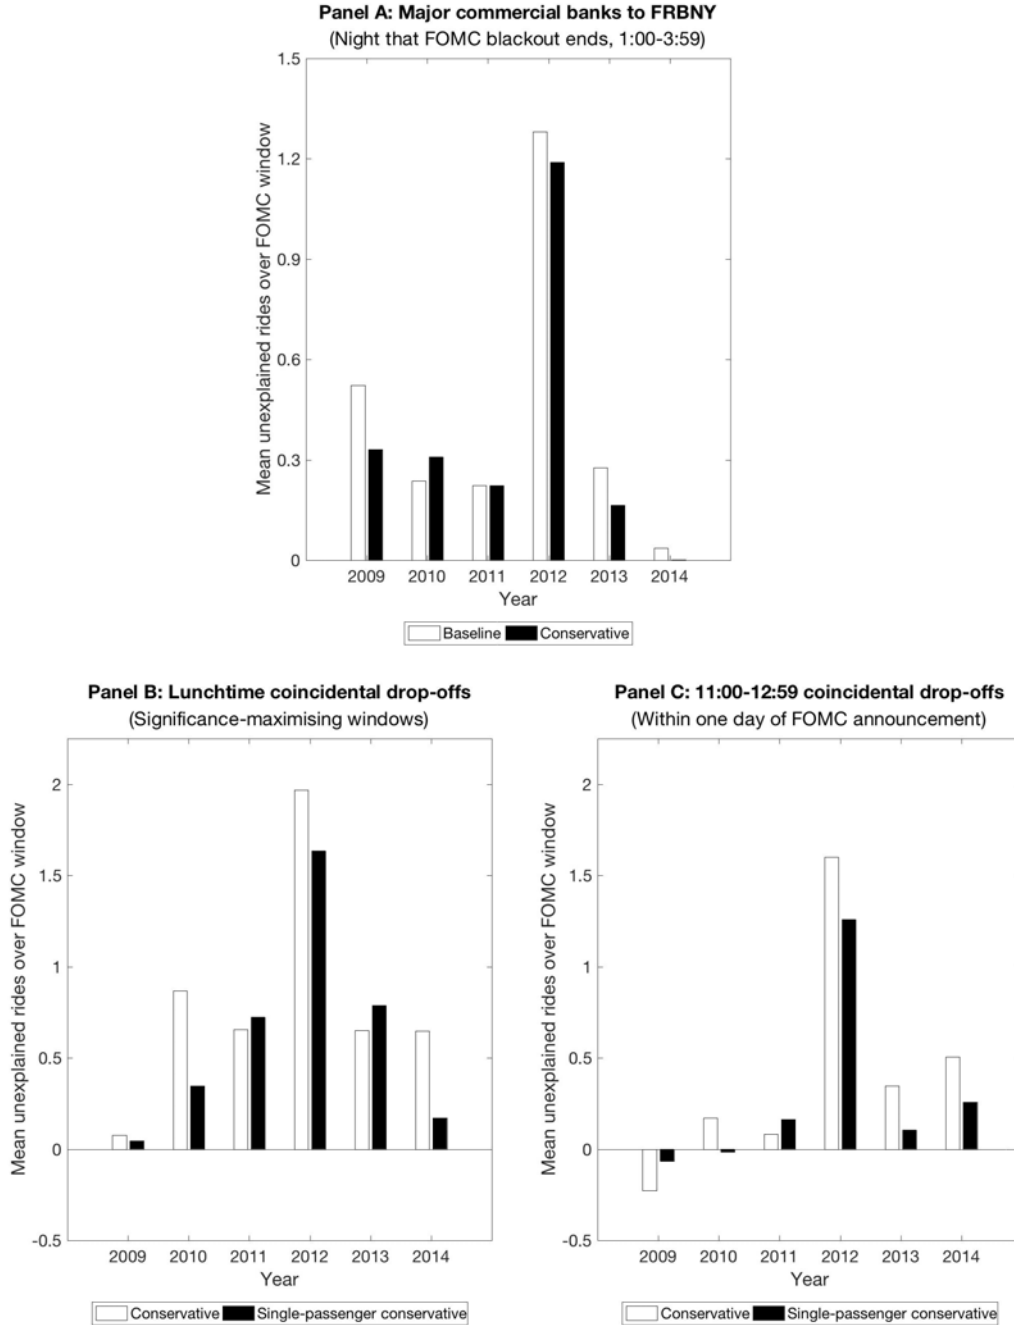 Panel A: Major commercial banks to FRBNY
(Night that FOMC blackout ends, 1:00-3:59)
Mean unexplained rides over FOMC window
1.5
1.2
0.9
0.6
0.3
0
2009 2010 2011 2012 2013 2014
Year
Baseline Conservative
Panel B: Lunchtime coincidental drop-offs
(Significance-maximising windows)
Mean unexplained rides over FOMC window
2
1.5
1
0.5
0
-0.5
2009 2010 2011 2012 2013 2014
Year
Conservative Single-passenger conservative
Panel C: 11:00-12:59 coincidental drop-offs
(Within one day of FOMC announcement)
Mean unexplained rides over FOMC window
2
1.5
1
0.5
0
-0.5
2009 2010 2011 2012 2013 2014
Year
Conservative Single-passenger conservative